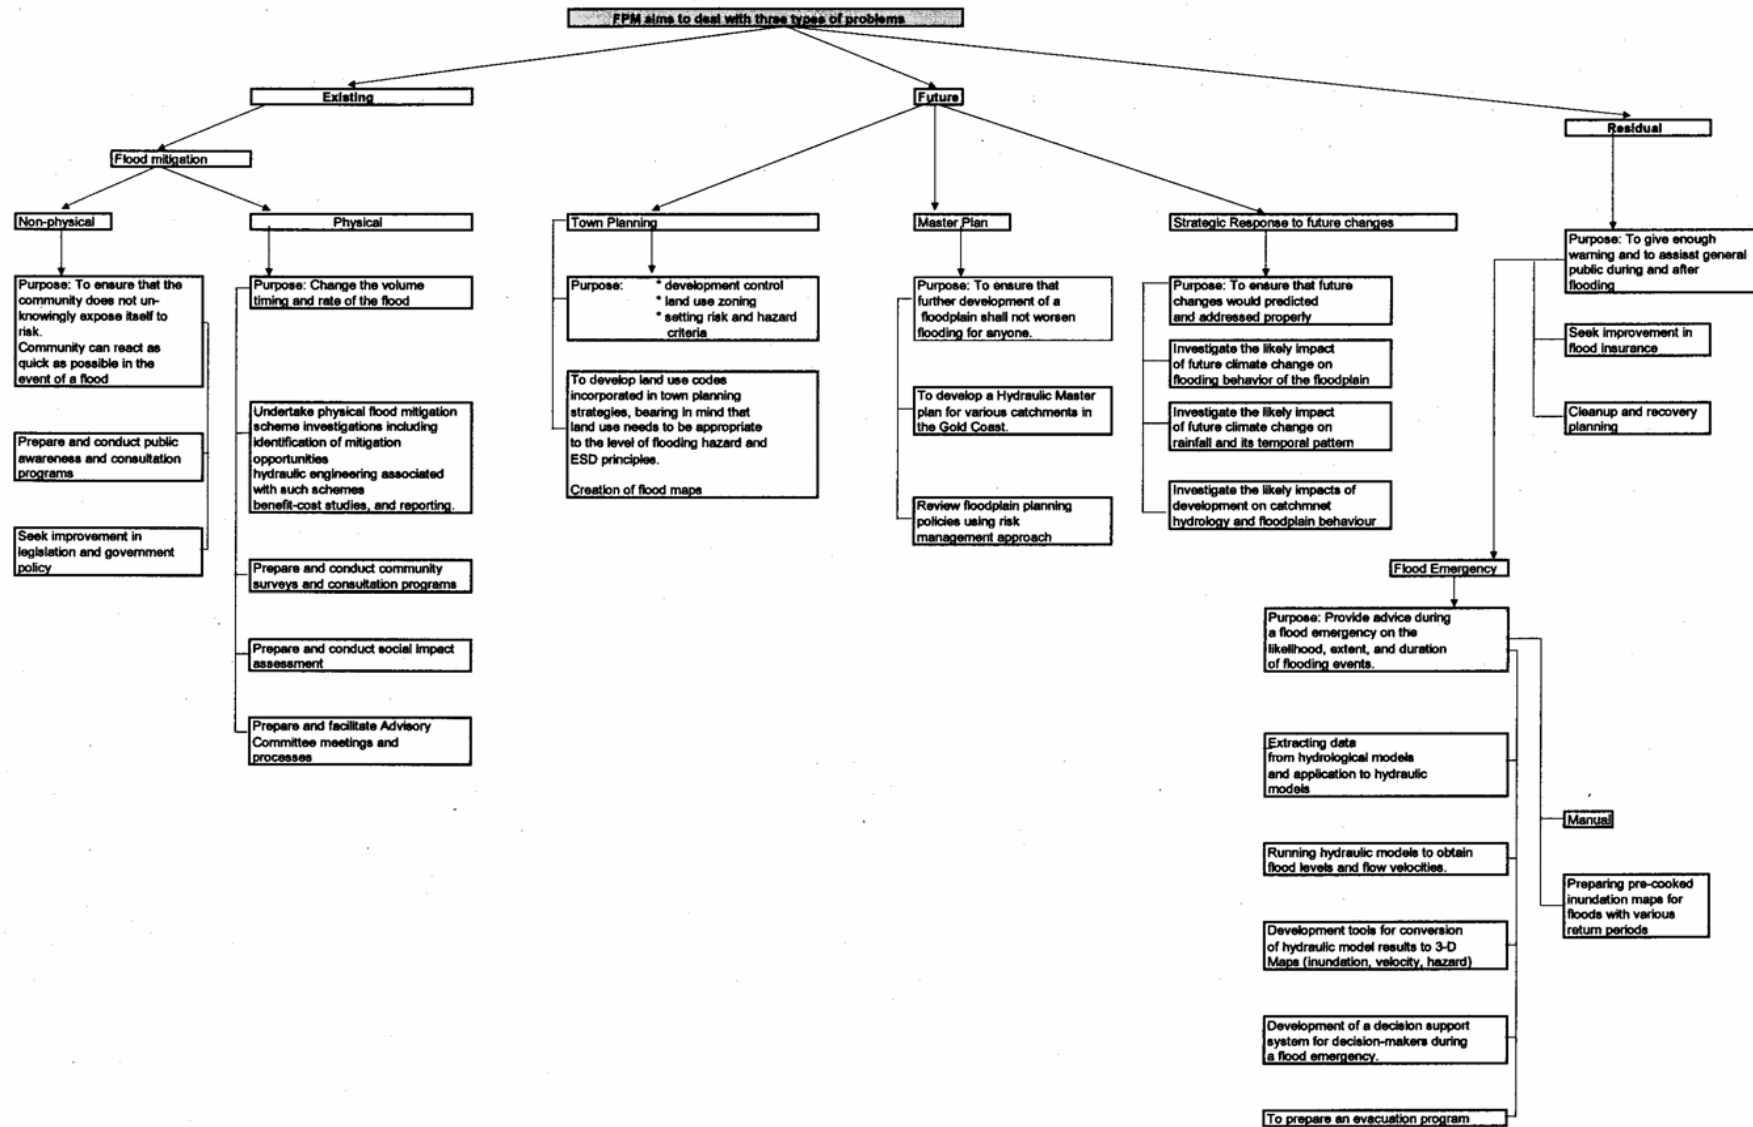 FPM aims to deal with three types of problems
Existing
Future
Residual
Flood mitigation
Non-physical
Physical
Town Planning
Master Plan
Strategic Response to future changes
Purpose: To ensure that the
community does not un-
knowingly expose itself to
risk.
Community can react as
quick as possible in the
event of a flood
Prepare and conduct public
awareness and consultation
programs
Seek improvement in
legislation and government
policy
Purpose: Change the volume
timing and rate of the flood
Undertake physical flood mitigation
scheme investigations including
identification of mitigation
opportunities
hydraulic engineering associated
with such schemes
benefit-cost studies, and reporting.
Prepare and conduct community
surveys and consultation programs
Prepare and conduct social impact
assessment
Prepare and facilitate Advisory
Committee meetings and
processes
Purpose: * development control
* land use zoning
* setting risk and hazard
criteria
To develop land use codes
incorporated in town planning
strategies, bearing in mind that
land use needs to be appropriate
to the level of flooding hazard and
ESD principles.
Creation of flood maps
Purpose: To ensure that
further development of a
floodplain shall not worsen
flooding for anyone.
To develop a Hydraulic Master
plan for various catchments in
the Gold Coast.
Review floodplain planning
policies using risk
management approach
Purpose: To ensure that future
changes would predicted
and addressed properly
Investigate the likely impact
of future climate change on
flooding behavior of the floodplain
Investigate the likely impact
of future climate change on
rainfall and its temporal pattern
Investigate the likely impacts of
development on catchmnet
hydrology and floodplain behaviour
Purpose: To give enough
warning and to assisst general
public during and after
flooding
Seek improvement in
flood insurance
Cleanup and recovery
planning
Flood Emergency
Purpose: Provide advice during
a flood emergency on the
likelihood, extent, and duration
of flooding events.
Extracting data
from hydrological models
and application to hydraulic
models
Running hydraulic models to obtain
flood levels and flow velocities.
Development tools for conversion
of hydraulic model results to 3-D
Maps (inundation, velocity, hazard)
Development of a decision support
system for decision-makers during
a flood emergency.
To prepare an evacuation program
Manual
Preparing pre-cooked
inundation maps for
floods with various
return periods